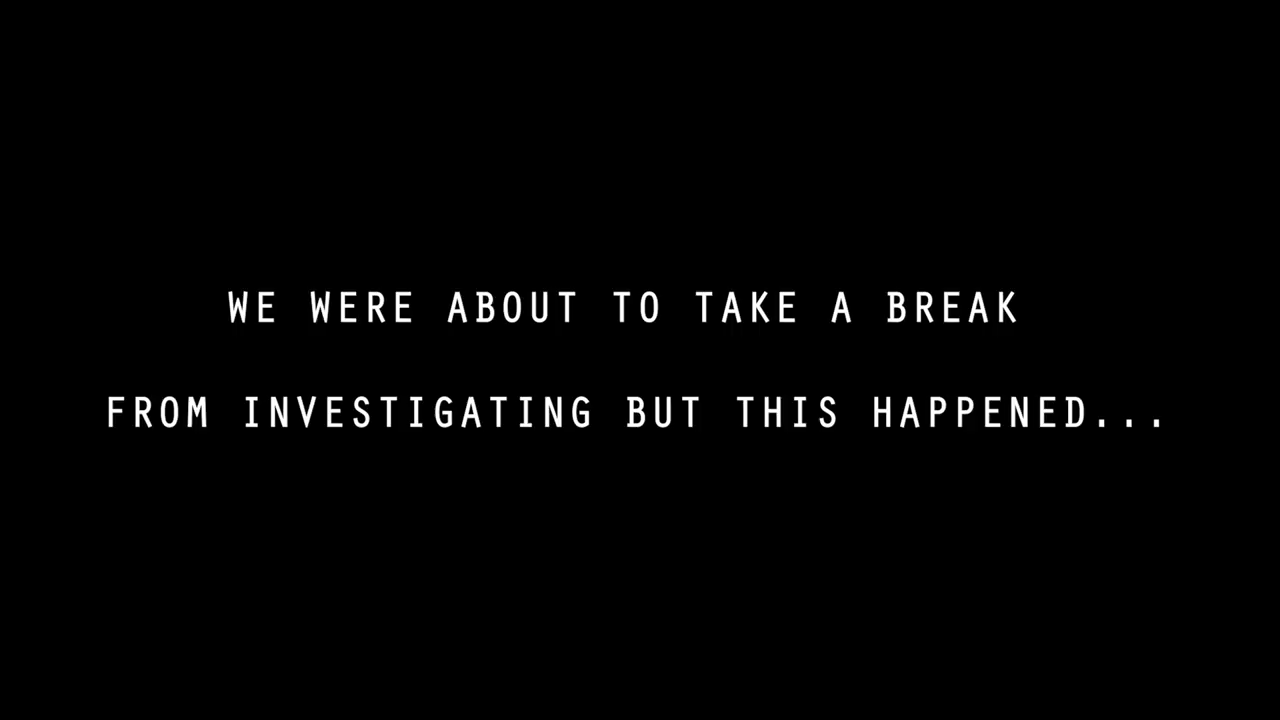 WE WERE ABOUT TO TAKE A BREAK
FROM INVESTIGATING BUT THIS HAPPENED...